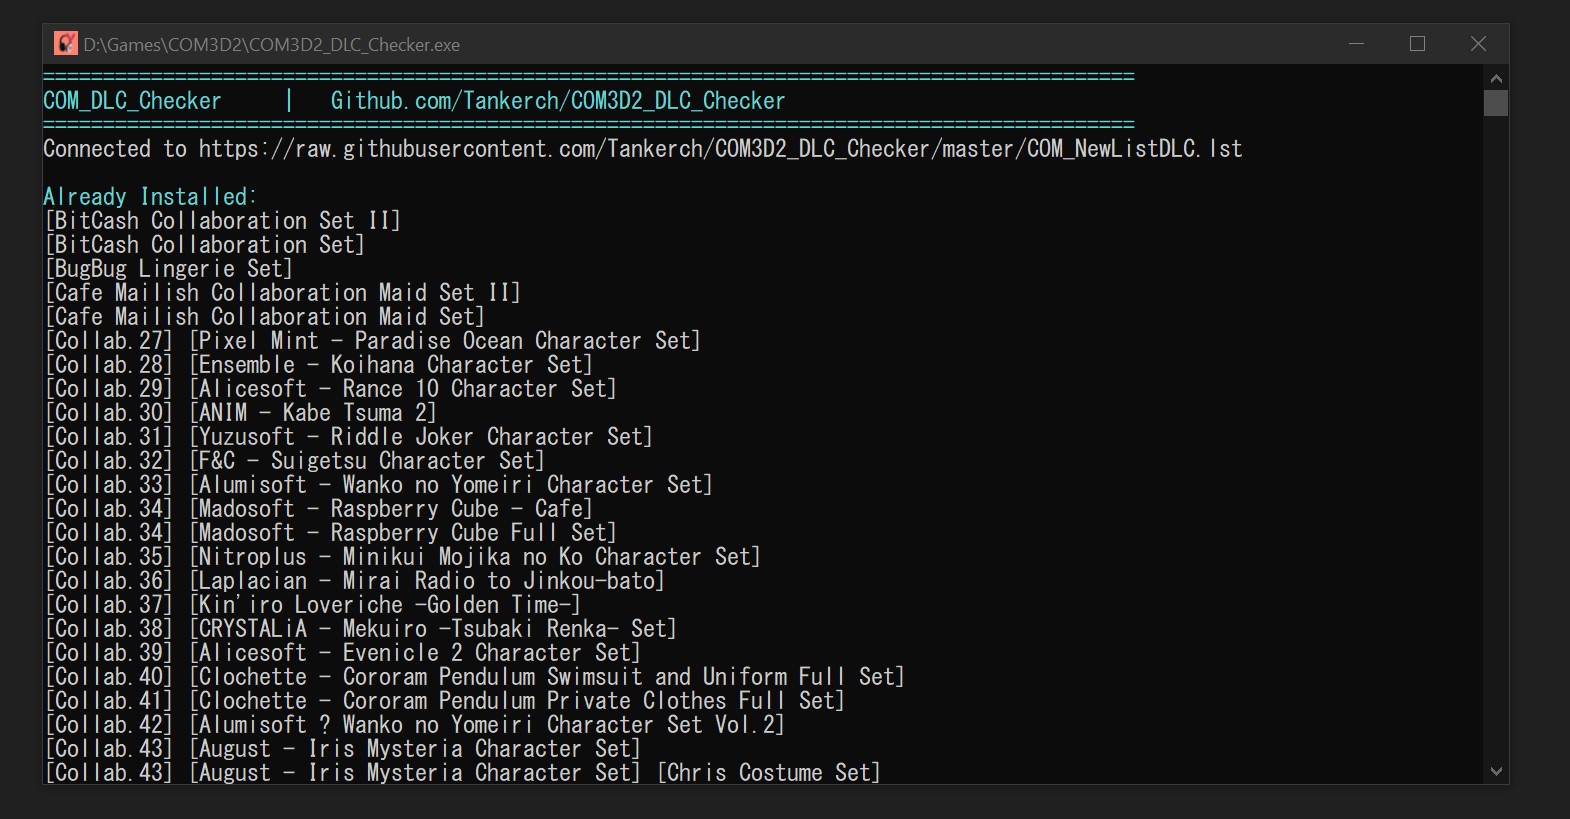 D:\Games\COM3D2\COM3D2_DLC_Checker.exe
===========================================================================================
COM_DLC_Checker | Github.com/Tankerch/COM3D2_DLC_Checker
===========================================================================================
Connected to https://raw.githubusercontent.com/Tankerch/COM3D2_DLC_Checker/master/COM_NewListDLC.lst
Already Installed:
[BitCash Collaboration Set II]
[BitCash Collaboration Set]
[BugBug Lingerie Set]
[Cafe Mailish Collaboration Maid Set II]
[Cafe Mailish Collaboration Maid Set]
[Collab.27] [Pixel Mint - Paradise Ocean Character Set]
[Collab.28] [Ensemble - Koihana Character Set]
[Collab.29] [Alicesoft - Rance 10 Character Set]
[Collab.30] [ANIM - Kabe Tsuma 2]
[Collab.31] [Yuzusoft - Riddle Joker Character Set]
[Collab.32] [F&C - Suigetsu Character Set]
[Collab.33] [Alumisoft - Wanko no Yomeiri Character Set]
[Collab.34] [Madosoft - Raspberry Cube - Cafe]
[Collab.34] [Madosoft - Raspberry Cube Full Set]
[Collab.35] [Nitroplus - Minikui Mojika no Ko Character Set]
[Collab.36] [Laplacian - Mirai Radio to Jinkou-bato]
[Collab.37] [Kin'iro Loveriche -Golden Time-]
[Collab.38] [CRYSTALiA - Mekuiro -Tsubaki Renka- Set]
[Collab.39] [Alicesoft - Evenicle 2 Character Set]
[Collab.40] [Clochette - Cororam Pendulum Swimsuit and Uniform Full Set]
[Collab.41] [Clochette - Cororam Pendulum Private Clothes Full Set]
[Collab.42] [Alumisoft ? Wanko no Yomeiri Character Set Vol.2]
[Collab.43] [August - Iris Mysteria Character Set]
[Collab.43] [August - Iris Mysteria Character Set] [Chris Costume Set]